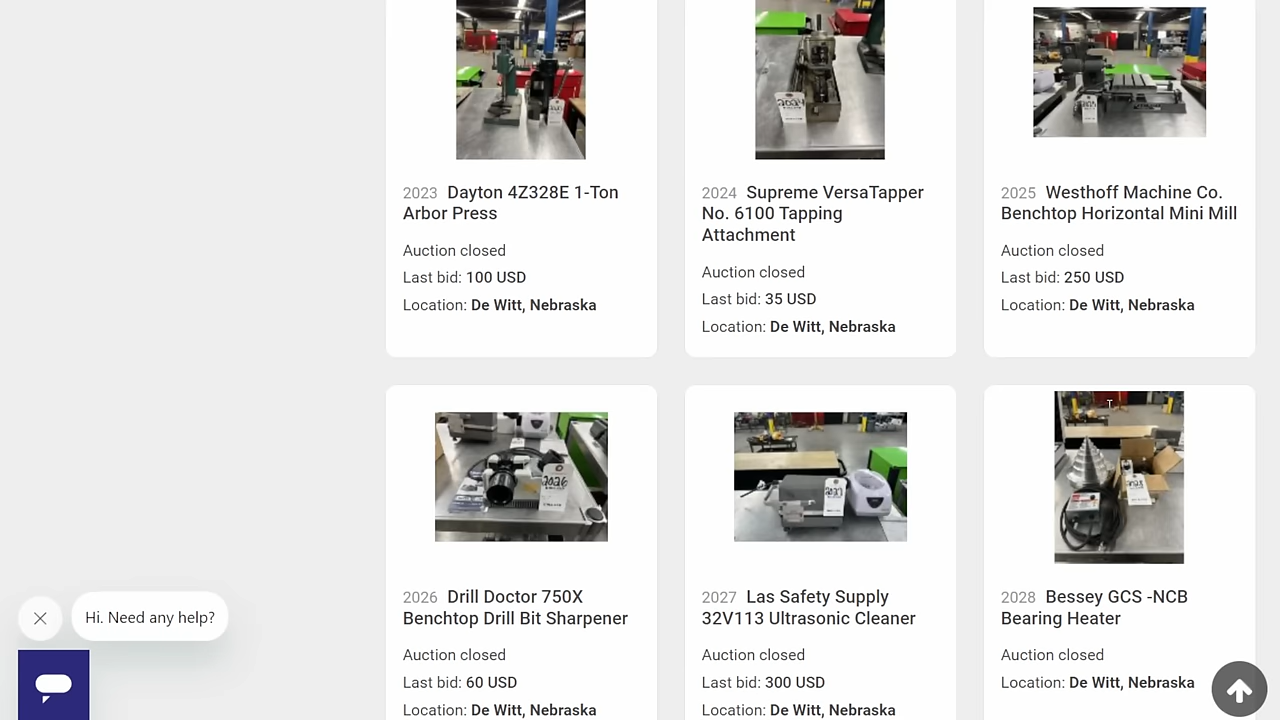 2023 Dayton 4Z328E 1-Ton
Arbor Press
Auction closed
Last bid: 100 USD
Location: De Witt, Nebraska
2024 Supreme VersaTapper
No. 6100 Tapping
Attachment
Auction closed
Last bid: 35 USD
Location: De Witt, Nebraska
2025 Westhoff Machine Co.
Benchtop Horizontal Mini Mill
Auction closed
Last bid: 250 USD
Location: De Witt, Nebraska
2026
2026 Drill Doctor 750X
Benchtop Drill Bit Sharpener
Auction closed
Last bid: 60 USD
Location: De Witt, Nebraska
2027 Las Safety Supply
32V113 Ultrasonic Cleaner
Auction closed
Last bid: 300 USD
Location: De Witt, Nebraska
2028 Bessey GCS -NCB
Bearing Heater
Auction closed
Location: De Witt, Nebraska
Hi. Need any help?